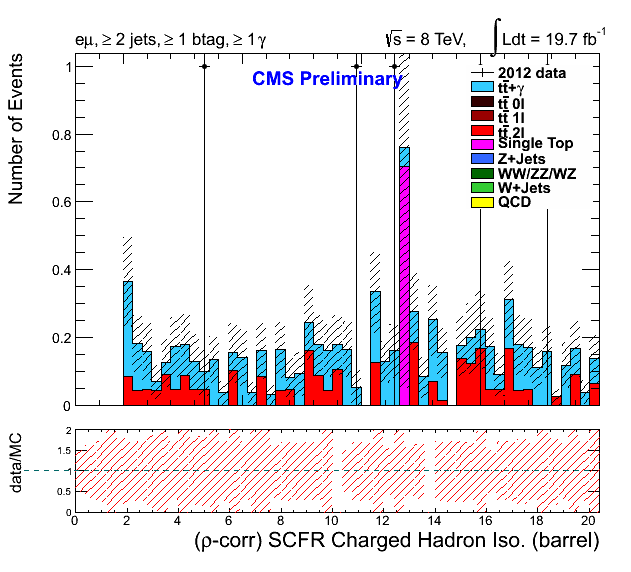 eμ, ≥ 2 jets, ≥ 1 btag, ≥ 1 γ
√s = 8 TeV, ∫ Ldt = 19.7 fb⁻¹
CMS Preliminary
2012 data
tt̄+γ
tt̄ 0l
tt̄ 1l
tt̄ 2l
Single Top
Z+Jets
WW/ZZ/WZ
W+Jets
QCD
Number of Events
1
0.8
0.6
0.4
0.2
0
data/MC
2
1.5
1
0.5
0
0 2 4 6 8 10 12 14 16 18 20
(ρ-corr) SCFR Charged Hadron Iso. (barrel)